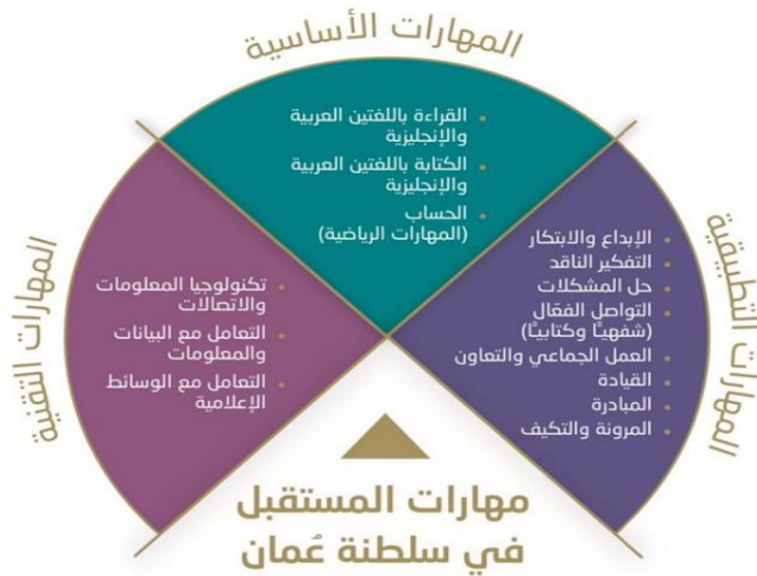 المهارات الأساسية
القراءة باللغتين العربية
والإنجليزية
الكتابة باللغتين العربية
والإنجليزية
الحساب
(المهارات الرياضية)
المهارات التطبيقية
الإبداع والابتكار
التفكير الناقد
حل المشكلات
التواصل الفعّال
(شفهيًّا وكتابيًّا)
العمل الجماعي والتعاون
القيادة
المبادرة
المرونة والتكيف
المهارات التقنية
تكنولوجيا المعلومات
والاتصالات
التعامل مع البيانات
والمعلومات
التعامل مع الوسائط
الإعلامية
مهارات المستقبل
في سلطنة عُمان